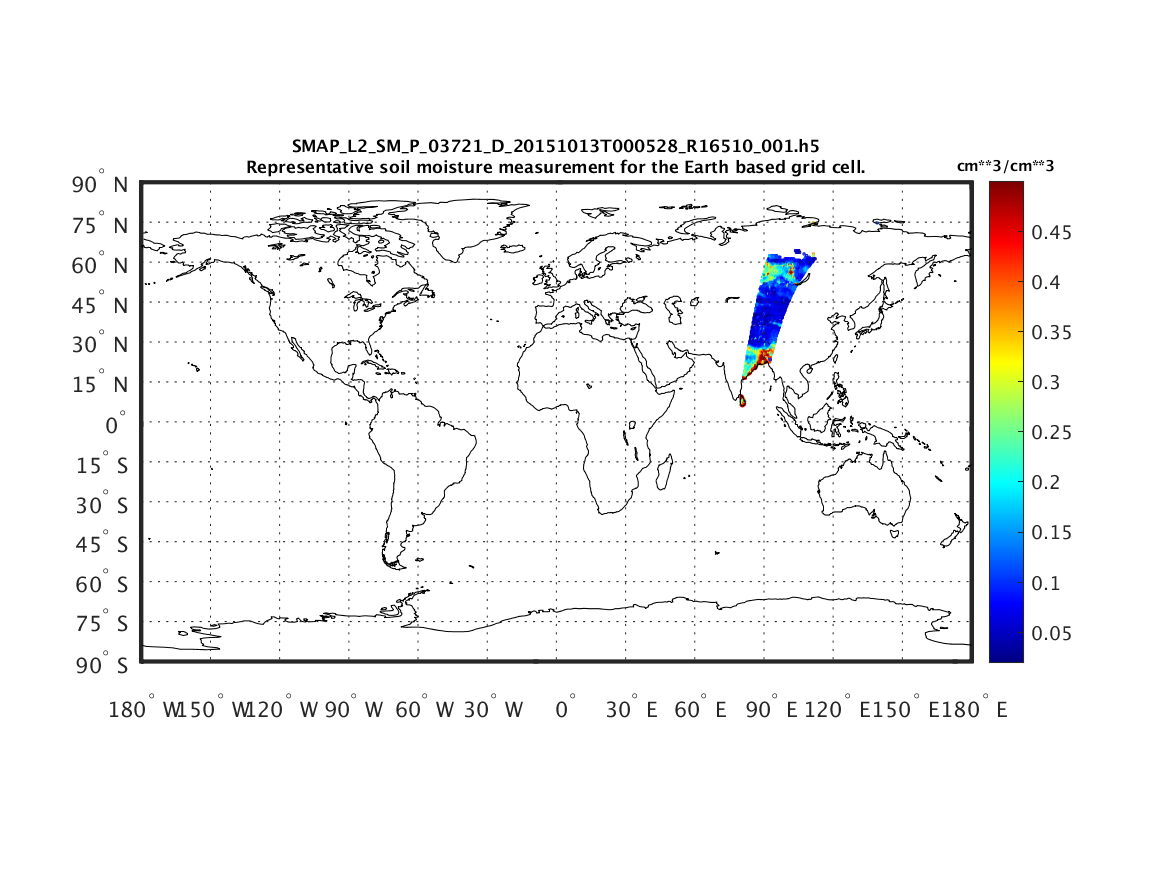 SMAP_L2_SM_P_03721_D_20151013T000528_R16510_001.h5
Representative soil moisture measurement for the Earth based grid cell.
cm**3/cm**3
90° N
75° N
60° N
45° N
30° N
15° N
0°
15° S
30° S
45° S
60° S
75° S
90° S
0.45
0.4
0.35
0.3
0.25
0.2
0.15
0.1
0.05
180° W 150° W 120° W 90° W 60° W 30° W 0° 30° E 60° E 90° E 120° E 150° E 180° E